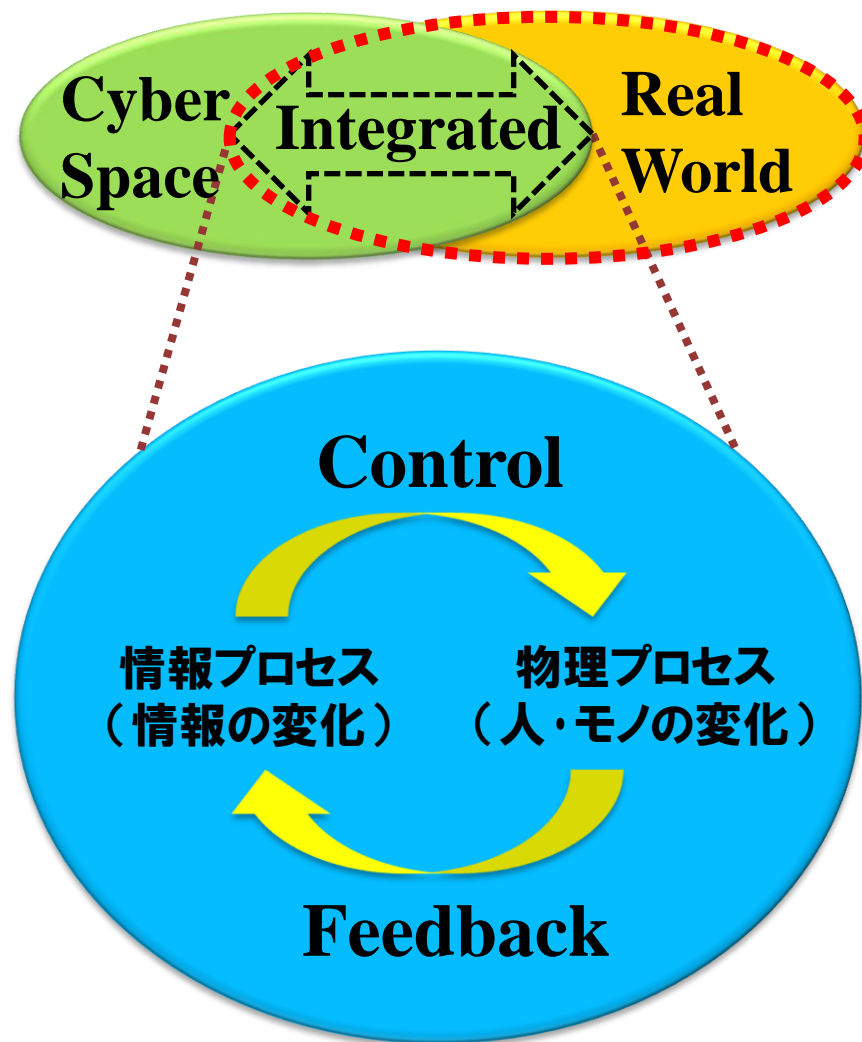 Cyber
Space
Integrated
Real
World
Control
情報プロセス
（情報の変化）
物理プロセス
（人・モノの変化）
Feedback